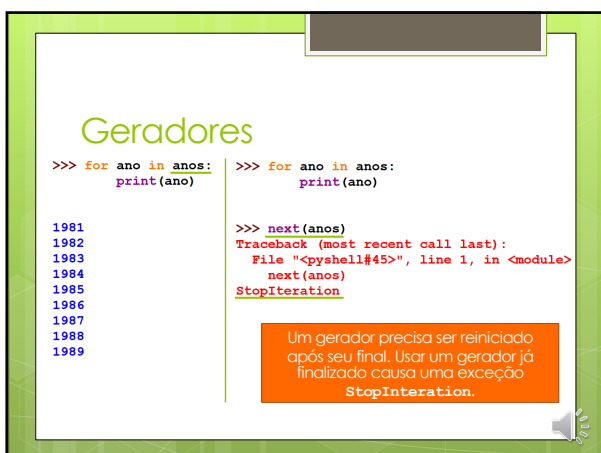 Geradores
>>> for ano in anos:
        print(ano)
1981
1982
1983
1984
1985
1986
1987
1988
1989
>>> for ano in anos:
        print(ano)
>>> next(anos)
Traceback (most recent call last):
  File "<pyshell#45>", line 1, in <module>
    next(anos)
StopIteration
Um gerador precisa ser reiniciado
após seu final. Usar um gerador já
finalizado causa uma exceção
StopInteration.